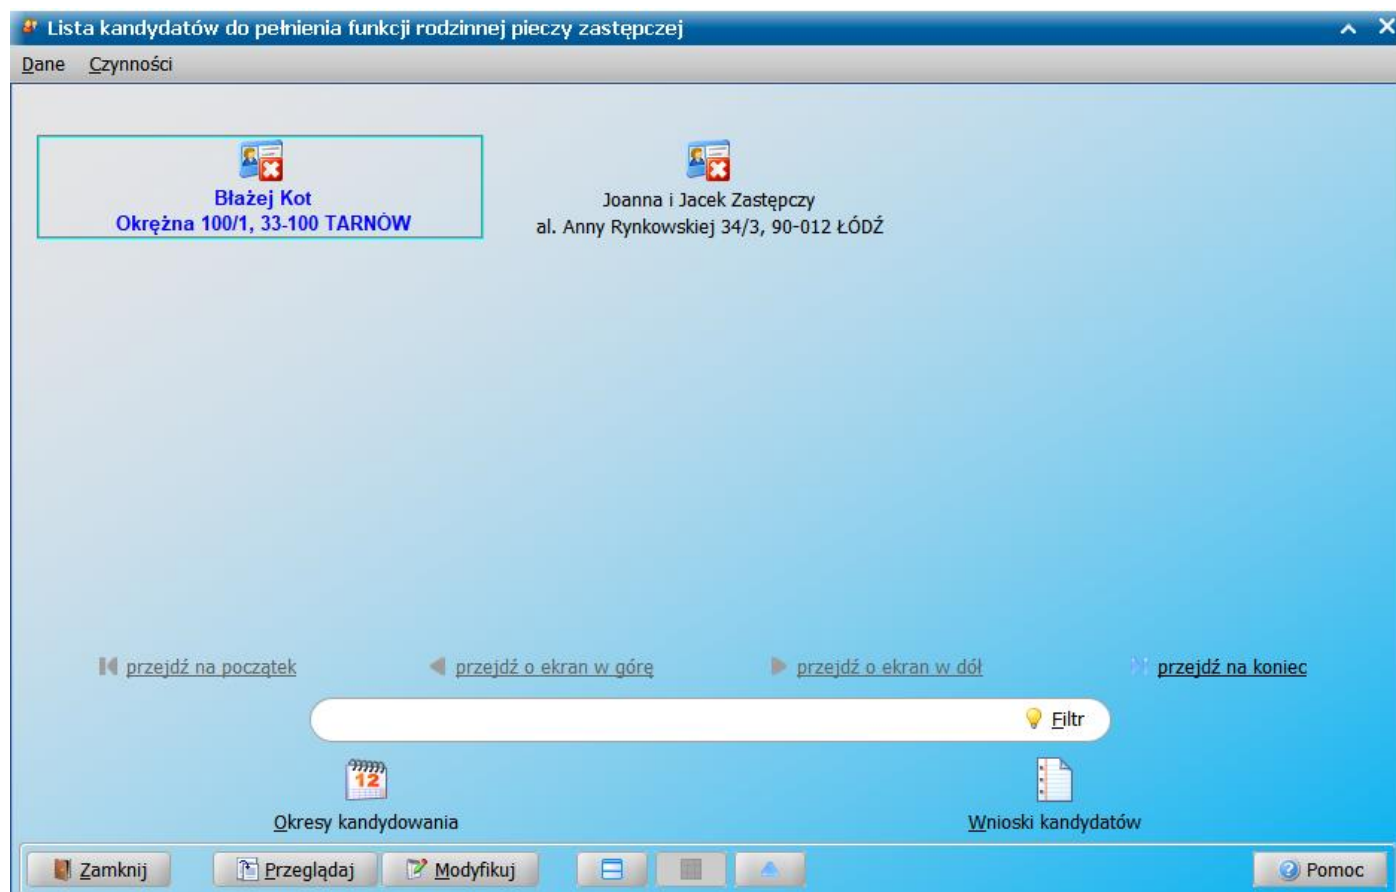 Lista kandydatów do pełnienia funkcji rodzinnej pieczy zastępczej
Dane Czynności
Błażej Kot
Okrężna 100/1, 33-100 TARNÓW
Joanna i Jacek Zastępczy
al. Anny Rynkowskiej 34/3, 90-012 ŁÓDŹ
przejdź na początek przejdź o ekran w górę przejdź o ekran w dół przejdź na koniec
Filtr
12
Okresy kandydowania Wnioski kandydatów
Zamknij Przeglądaj Modyfikuj Pomoc